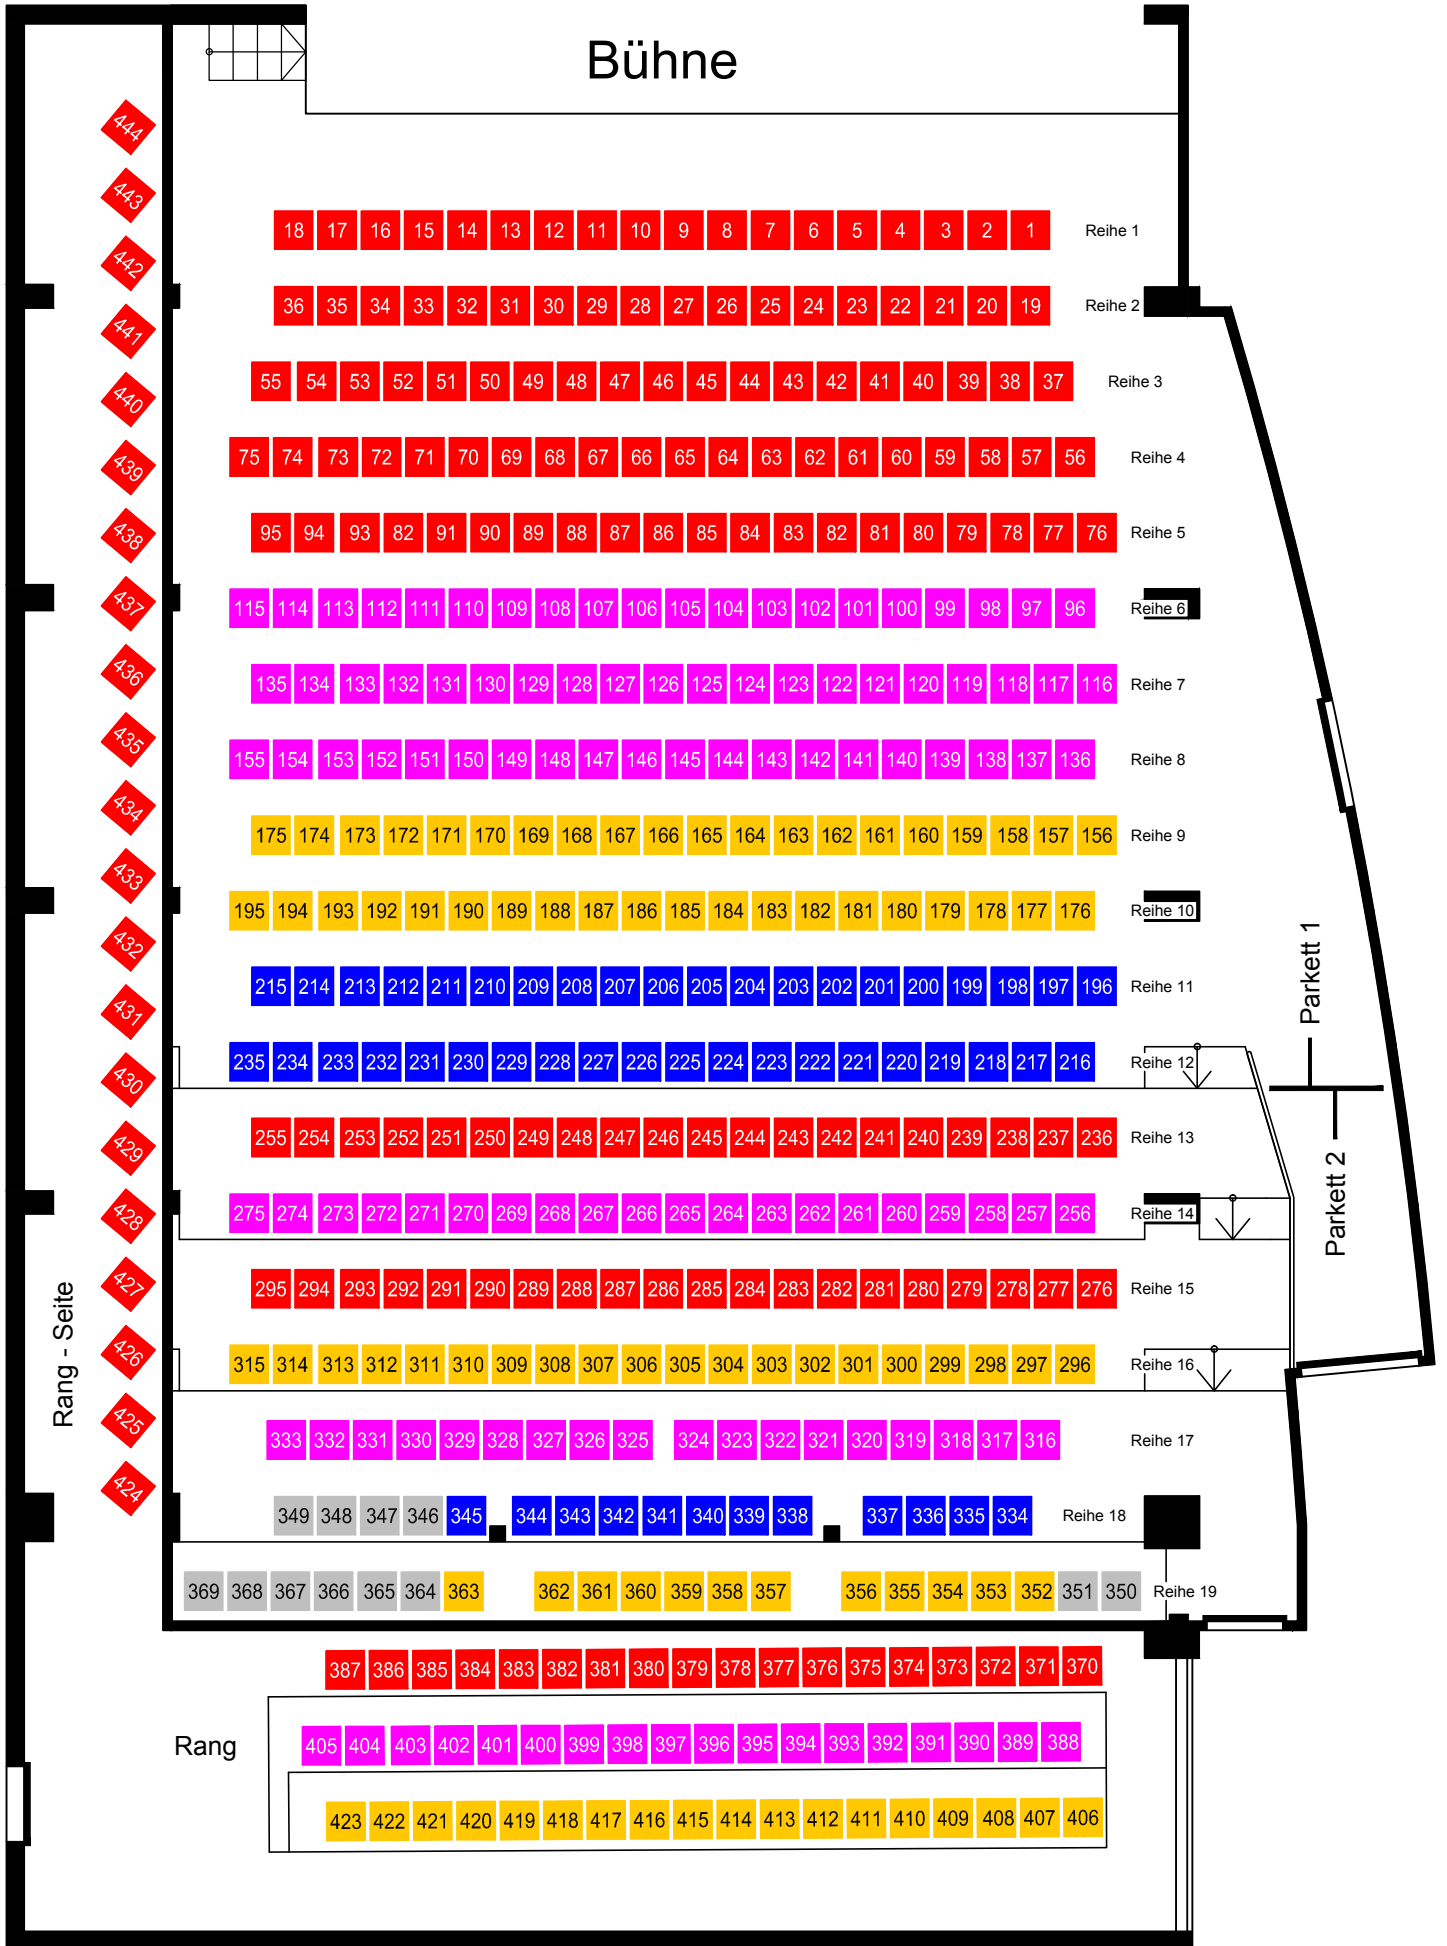 Bühne
18 17 16 15 14 13 12 11 10 9 8 7 6 5 4 3 2 1 Reihe 1
36 35 34 33 32 31 30 29 28 27 26 25 24 23 22 21 20 19 Reihe 2
55 54 53 52 51 50 49 48 47 46 45 44 43 42 41 40 39 38 37 Reihe 3
75 74 73 72 71 70 69 68 67 66 65 64 63 62 61 60 59 58 57 56 Reihe 4
95 94 93 82 91 90 89 88 87 86 85 84 83 82 81 80 79 78 77 76 Reihe 5
115 114 113 112 111 110 109 108 107 106 105 104 103 102 101 100 99 98 97 96 Reihe 6
135 134 133 132 131 130 129 128 127 126 125 124 123 122 121 120 119 118 117 116 Reihe 7
155 154 153 152 151 150 149 148 147 146 145 144 143 142 141 140 139 138 137 136 Reihe 8
175 174 173 172 171 170 169 168 167 166 165 164 163 162 161 160 159 158 157 156 Reihe 9
195 194 193 192 191 190 189 188 187 186 185 184 183 182 181 180 179 178 177 176 Reihe 10
215 214 213 212 211 210 209 208 207 206 205 204 203 202 201 200 199 198 197 196 Reihe 11
235 234 233 232 231 230 229 228 227 226 225 224 223 222 221 220 219 218 217 216 Reihe 12
255 254 253 252 251 250 249 248 247 246 245 244 243 242 241 240 239 238 237 236 Reihe 13
275 274 273 272 271 270 269 268 267 266 265 264 263 262 261 260 259 258 257 256 Reihe 14
295 294 293 292 291 290 289 288 287 286 285 284 283 282 281 280 279 278 277 276 Reihe 15
315 314 313 312 311 310 309 308 307 306 305 304 303 302 301 300 299 298 297 296 Reihe 16
333 332 331 330 329 328 327 326 325 324 323 322 321 320 319 318 317 316 Reihe 17
349 348 347 346 345 344 343 342 341 340 339 338 337 336 335 334 Reihe 18
369 368 367 366 365 364 363 362 361 360 359 358 357 356 355 354 353 352 351 350 Reihe 19
387 386 385 384 383 382 381 380 379 378 377 376 375 374 373 372 371 370
Rang
405 404 403 402 401 400 399 398 397 396 395 394 393 392 391 390 389 388
423 422 421 420 419 418 417 416 415 414 413 412 411 410 409 408 407 406
444
443
442
441
440
439
438
437
436
435
434
433
432
431
430
429
428
427
426
425
424
Rang - Seite
Parkett 1
Parkett 2